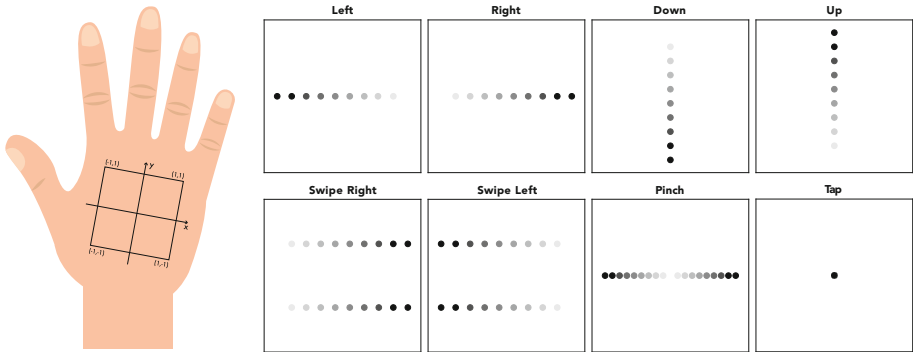 Left
Right
Down
Up
(-1,1)
y
(1,1)
x
(-1,-1)
(1,-1)
Swipe Right
Swipe Left
Pinch
Tap